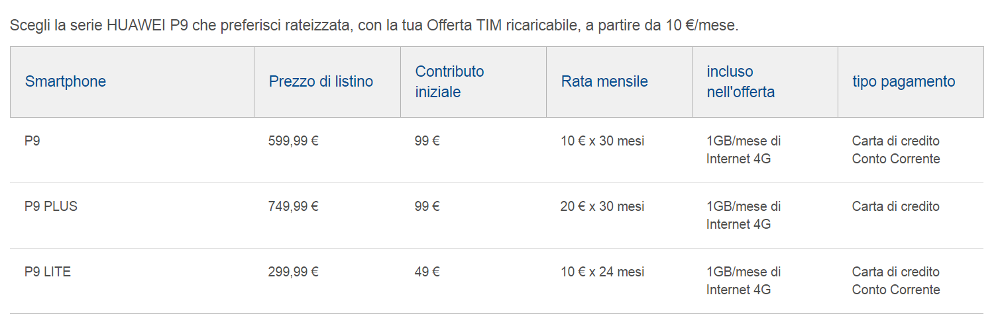 Scegli la serie HUAWEI P9 che preferisci rateizzata, con la tua Offerta TIM ricaricabile, a partire da 10 €/mese.
Smartphone
Prezzo di listino
Contributo
iniziale
Rata mensile
incluso
nell'offerta
tipo pagamento
P9
599,99 €
99 €
10 € x 30 mesi
1GB/mese di
Internet 4G
Carta di credito
Conto Corrente
P9 PLUS
749,99 €
99 €
20 € x 30 mesi
1GB/mese di
Internet 4G
Carta di credito
P9 LITE
299,99 €
49 €
10 € x 24 mesi
1GB/mese di
Internet 4G
Carta di credito
Conto Corrente